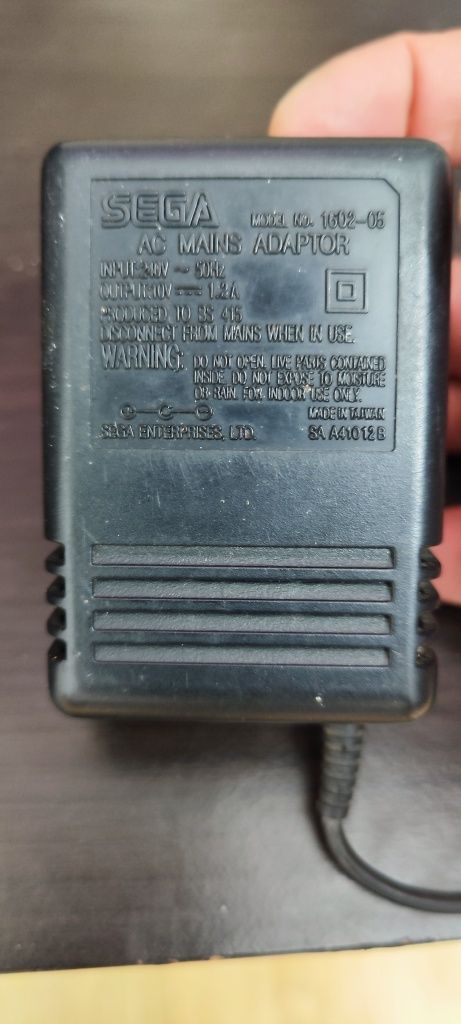 SEGA MODEL NO. 1602-05
AC MAINS ADAPTOR
INPUT:240V ~ 50Hz
OUTPUT:10V ⎓ 1.2A
PRODUCED TO BS 415
DISCONNECT FROM MAINS WHEN IN USE.
WARNING: DO NOT OPEN. LIVE PARTS CONTAINED
INSIDE. DO NOT EXPOSE TO MOISTURE
OR RAIN. FOR INDOOR USE ONLY.
MADE IN TAIWAN
SEGA ENTERPRISES, LTD. SA A41012B